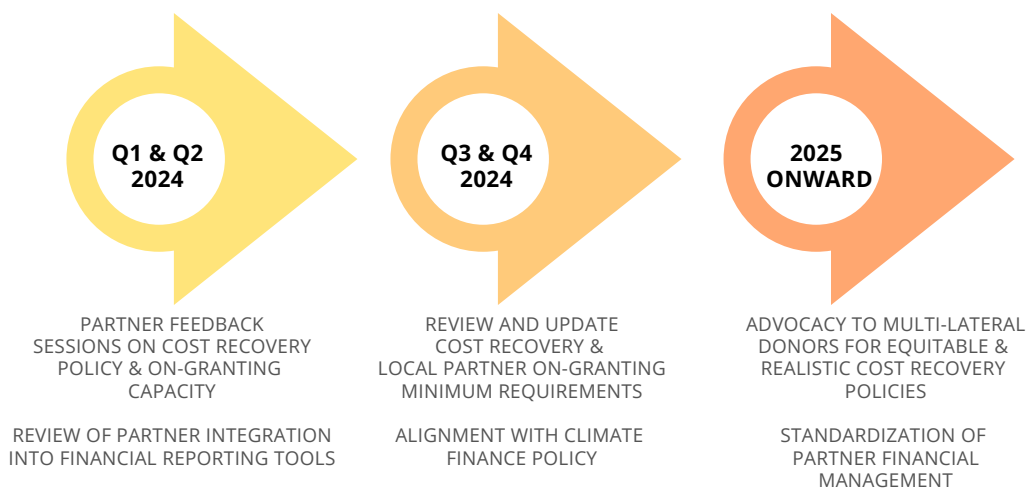 Q1 & Q2
2024
PARTNER FEEDBACK
SESSIONS ON COST RECOVERY
POLICY & ON-GRANTING
CAPACITY
REVIEW OF PARTNER INTEGRATION
INTO FINANCIAL REPORTING TOOLS
Q3 & Q4
2024
REVIEW AND UPDATE
COST RECOVERY &
LOCAL PARTNER ON-GRANTING
MINIMUM REQUIREMENTS
ALIGNMENT WITH CLIMATE
FINANCE POLICY
2025
ONWARD
ADVOCACY TO MULTI-LATERAL
DONORS FOR EQUITABLE &
REALISTIC COST RECOVERY
POLICIES
STANDARDIZATION OF
PARTNER FINANCIAL
MANAGEMENT